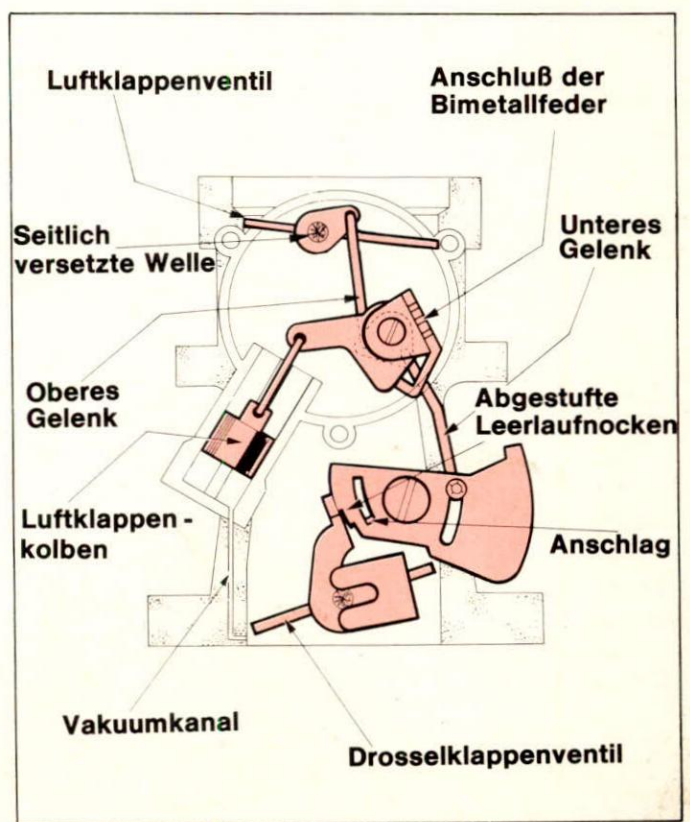 Luftklappenventil
Anschluß der
Bimetallfeder
Seitlich
versetzte Welle
Unteres
Gelenk
Oberes
Gelenk
Abgestufte
Leerlaufnocken
Luftklappen -
kolben
Anschlag
Vakuumkanal
Drosselklappenventil